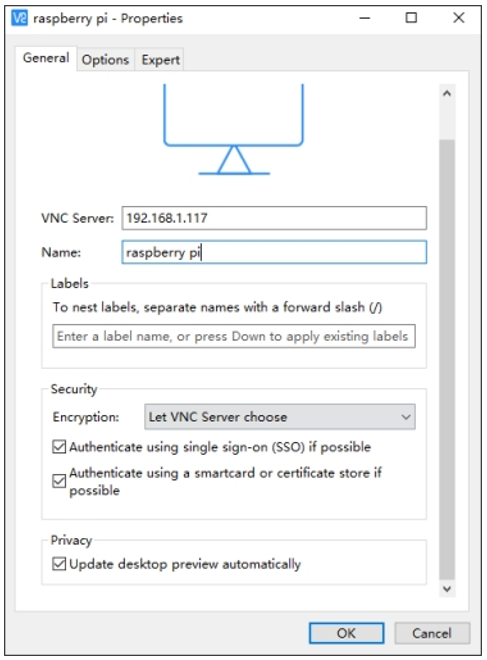 raspberry pi - Properties
General Options Expert
VNC Server: 192.168.1.117
Name: raspberry pi
Labels
To nest labels, separate names with a forward slash (/)
Enter a label name, or press Down to apply existing labels
Security
Encryption: Let VNC Server choose
Authenticate using single sign-on (SSO) if possible
Authenticate using a smartcard or certificate store if
possible
Privacy
Update desktop preview automatically
OK Cancel